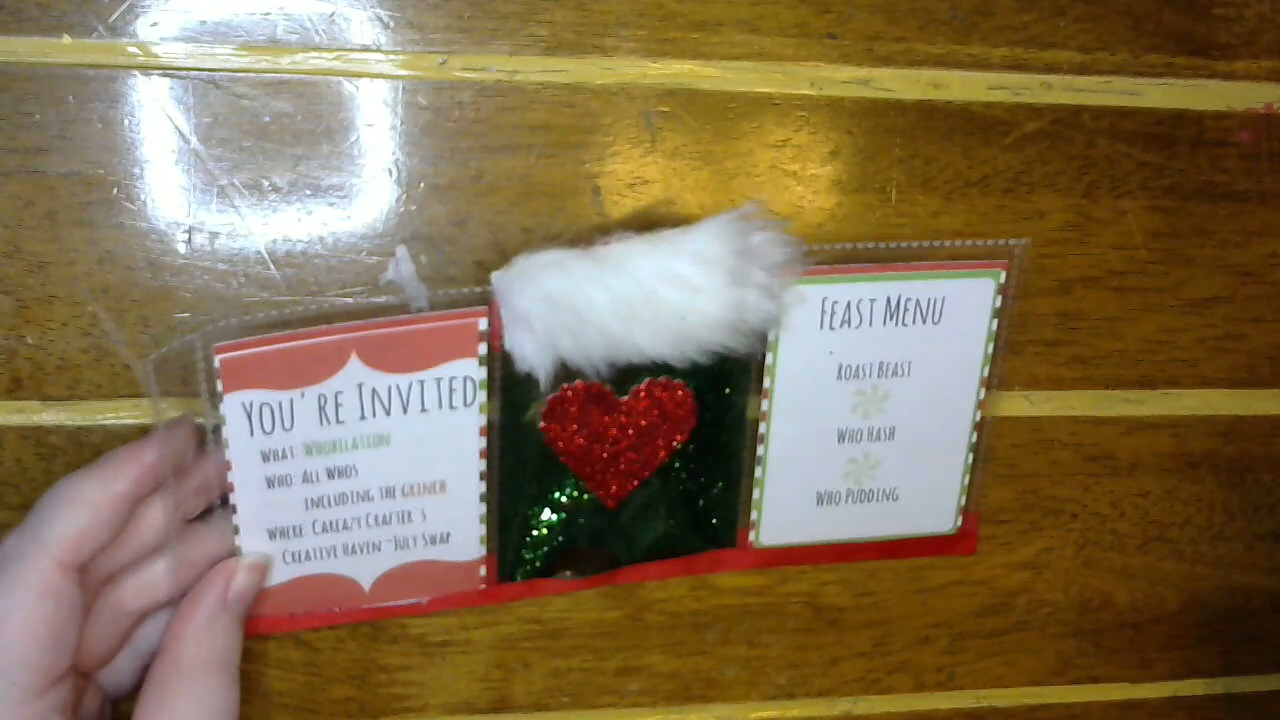 YOU'RE INVITED
WHAT: WHOBILATION
WHO: ALL WHOS
INCLUDING THE GRINCH
WHERE: CAREAZY CRAFTER'S
CREATIVE HAVEN ~JULY SWAP
FEAST MENU
ROAST BEAST
WHO HASH
WHO PUDDING